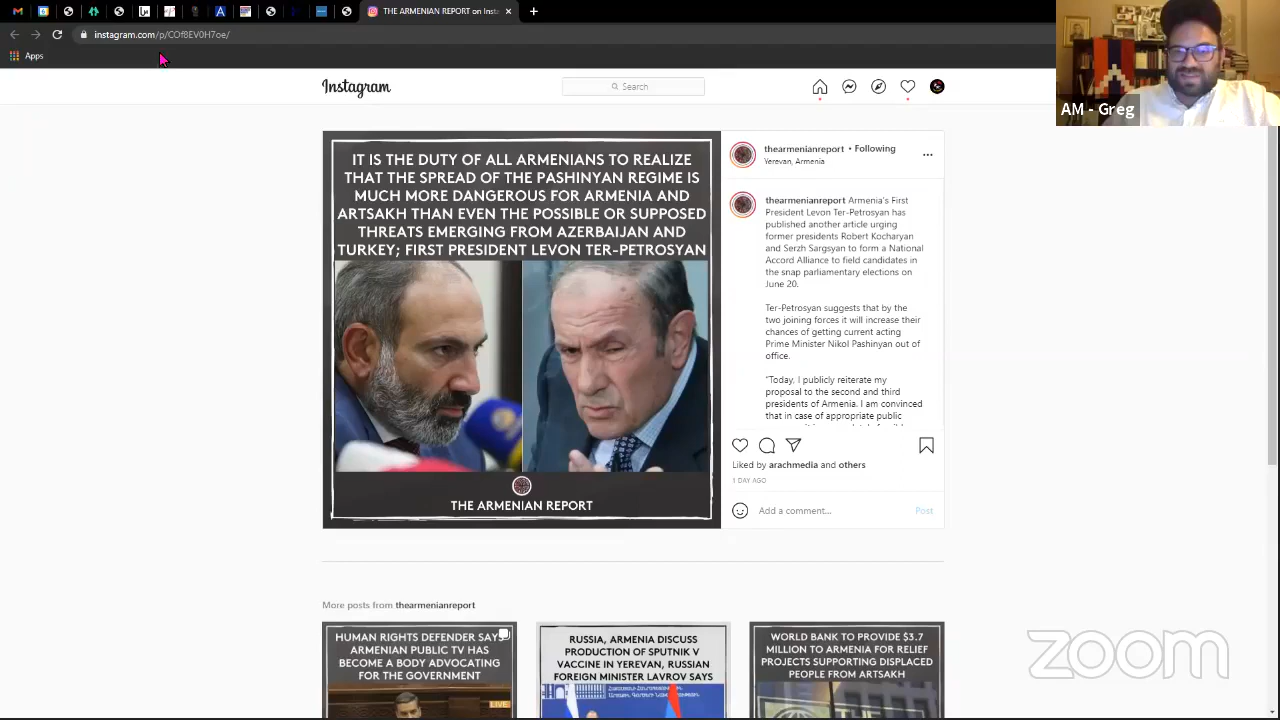 THE ARMENIAN REPORT on Insta
instagram.com/p/COf8EV0H7oe/
Apps
Instagram
Search
AM - Greg
IT IS THE DUTY OF ALL ARMENIANS TO REALIZE
THAT THE SPREAD OF THE PASHINYAN REGIME IS
MUCH MORE DANGEROUS FOR ARMENIA AND
ARTSAKH THAN EVEN THE POSSIBLE OR SUPPOSED
THREATS EMERGING FROM AZERBAIJAN AND
TURKEY; FIRST PRESIDENT LEVON TER-PETROSYAN
THE ARMENIAN REPORT
thearmenianreport • Following
Yerevan, Armenia
thearmenianreport Armenia's First
President Levon Ter-Petrosyan has
published another article urging
former presidents Robert Kocharyan
and Serzh Sargsyan to form a National
Accord Alliance to field candidates in
the snap parliamentary elections on
June 20.
Ter-Petrosyan suggests that by the
two joining forces it will increase their
chances of getting current acting
Prime Minister Nikol Pashinyan out of
office.
"Today, I publicly reiterate my
proposal to the second and third
presidents of Armenia. I am convinced
that in case of appropriate public
Liked by arachmedia and others
1 DAY AGO
Add a comment...
Post
More posts from thearmenianreport
HUMAN RIGHTS DEFENDER SAYS
ARMENIAN PUBLIC TV HAS
BECOME A BODY ADVOCATING
FOR THE GOVERNMENT
LIVE
RUSSIA, ARMENIA DISCUSS
PRODUCTION OF SPUTNIK V
VACCINE IN YEREVAN, RUSSIAN
FOREIGN MINISTER LAVROV SAYS
WORLD BANK TO PROVIDE $3.7
MILLION TO ARMENIA FOR RELIEF
PROJECTS SUPPORTING DISPLACED
PEOPLE FROM ARTSAKH
zoom